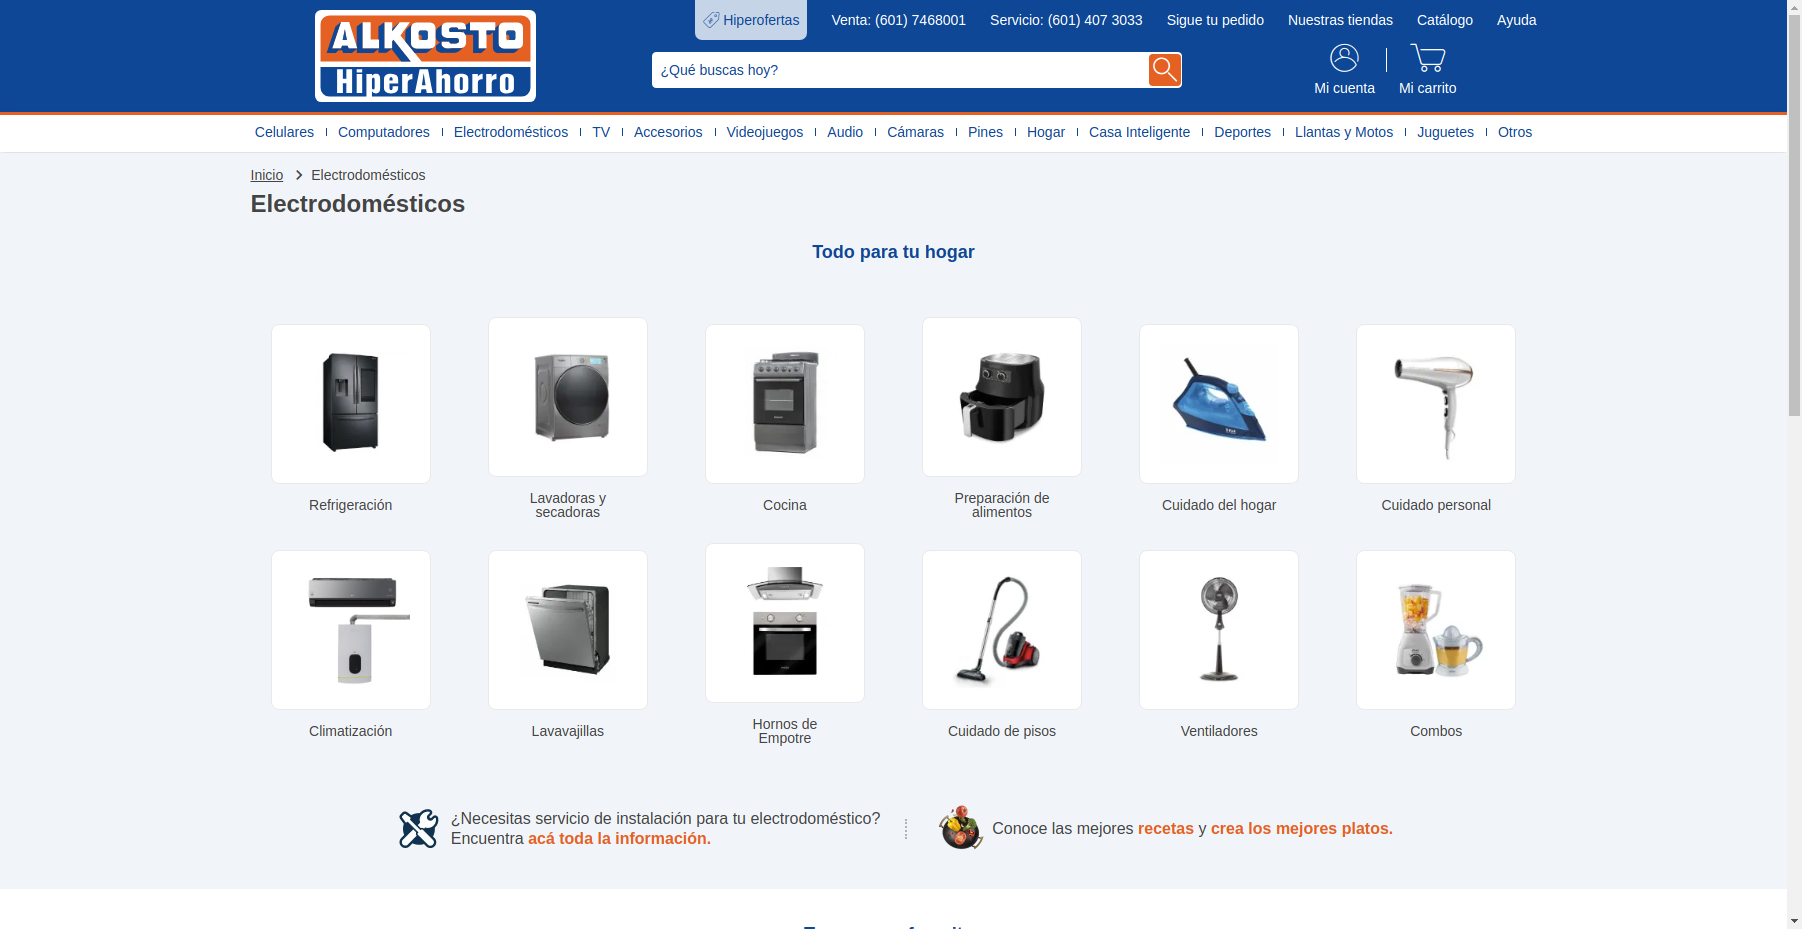 Hiperofertas
Venta: (601) 7468001
Servicio: (601) 407 3033
Sigue tu pedido
Nuestras tiendas
Catálogo
Ayuda
ALKOSTO
HiperAhorro
¿Qué buscas hoy?
Mi cuenta
Mi carrito
Celulares
Computadores
Electrodomésticos
TV
Accesorios
Videojuegos
Audio
Cámaras
Pines
Hogar
Casa Inteligente
Deportes
Llantas y Motos
Juguetes
Otros
Inicio
Electrodomésticos
Electrodomésticos
Todo para tu hogar
Refrigeración
Lavadoras y
secadoras
Cocina
Preparación de
alimentos
Cuidado del hogar
Cuidado personal
Climatización
Lavavajillas
Hornos de
Empotre
Cuidado de pisos
Ventiladores
Combos
¿Necesitas servicio de instalación para tu electrodoméstico?
Encuentra acá toda la información.
Conoce las mejores recetas y crea los mejores platos.